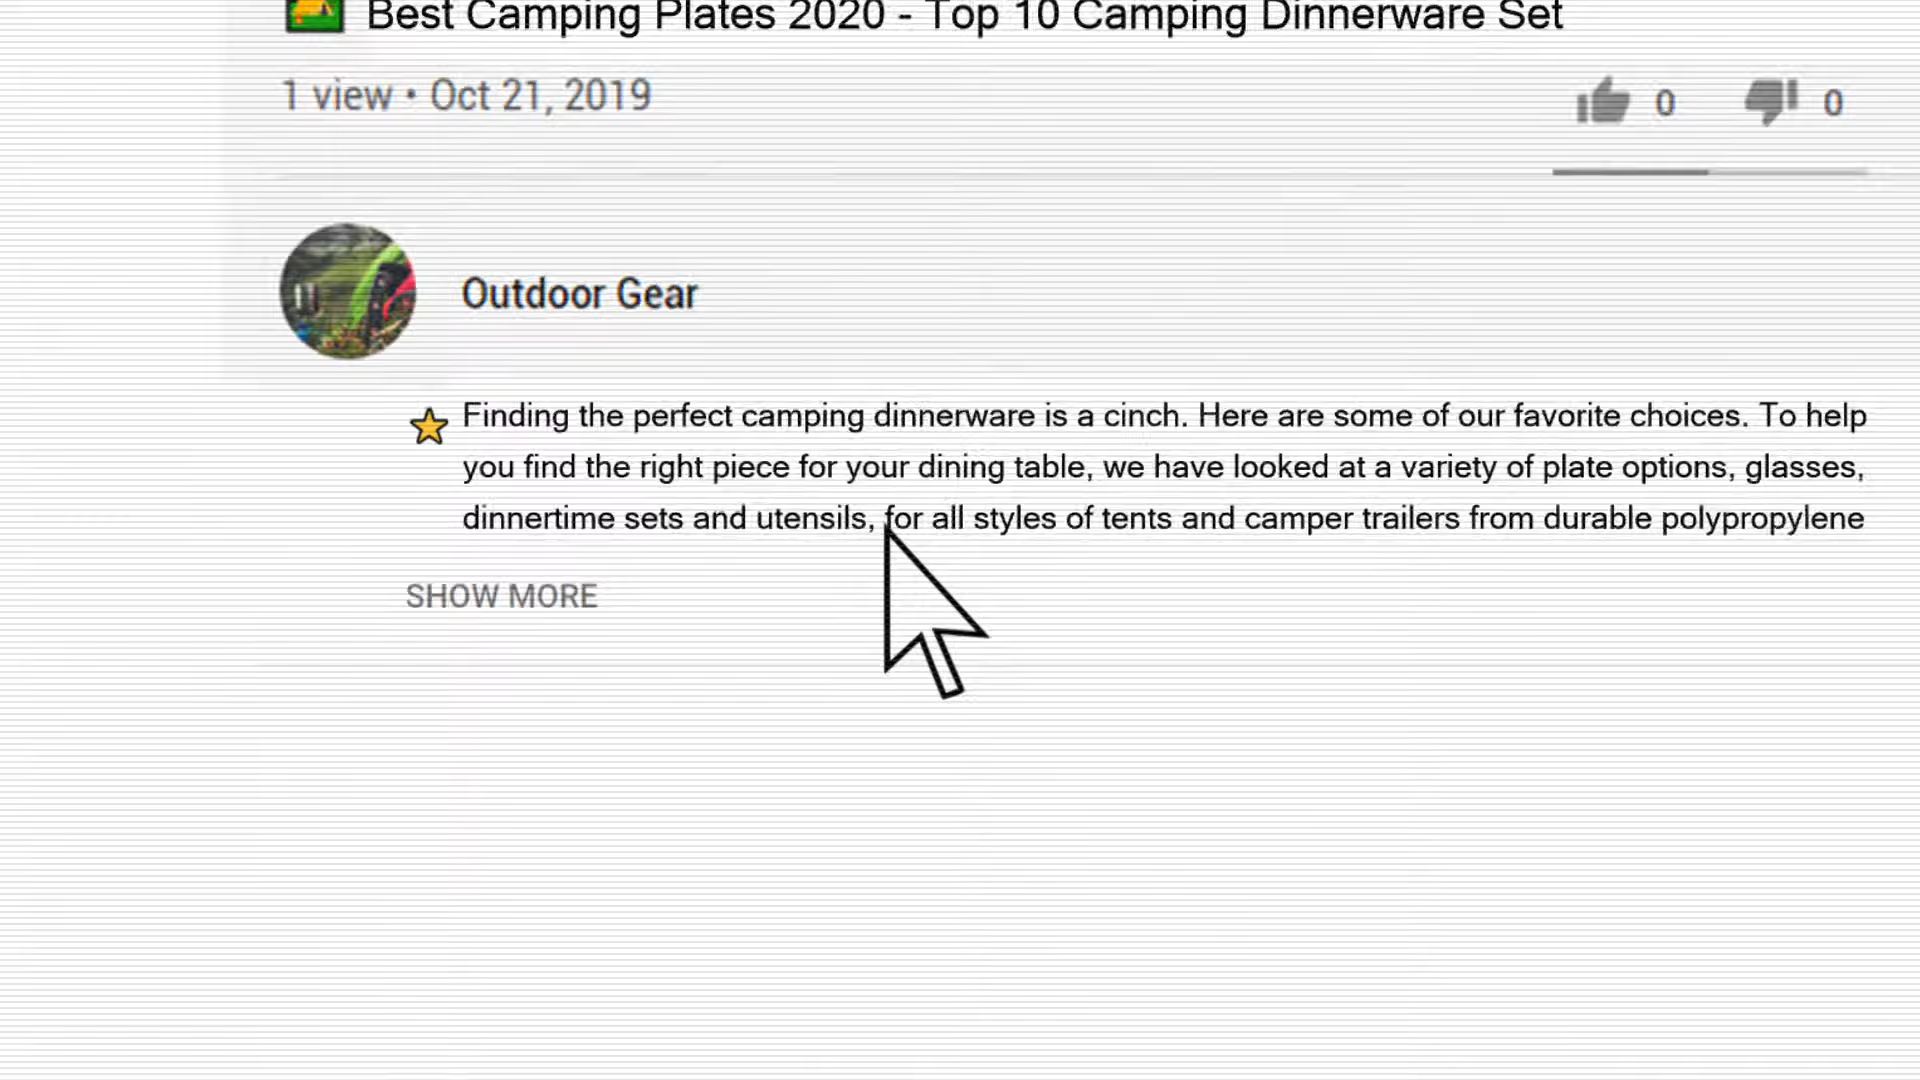 Best Camping Plates 2020 - Top 10 Camping Dinnerware Set
1 view • Oct 21, 2019
0 0
Outdoor Gear
Finding the perfect camping dinnerware is a cinch. Here are some of our favorite choices. To help
you find the right piece for your dining table, we have looked at a variety of plate options, glasses,
dinnertime sets and utensils, for all styles of tents and camper trailers from durable polypropylene
SHOW MORE